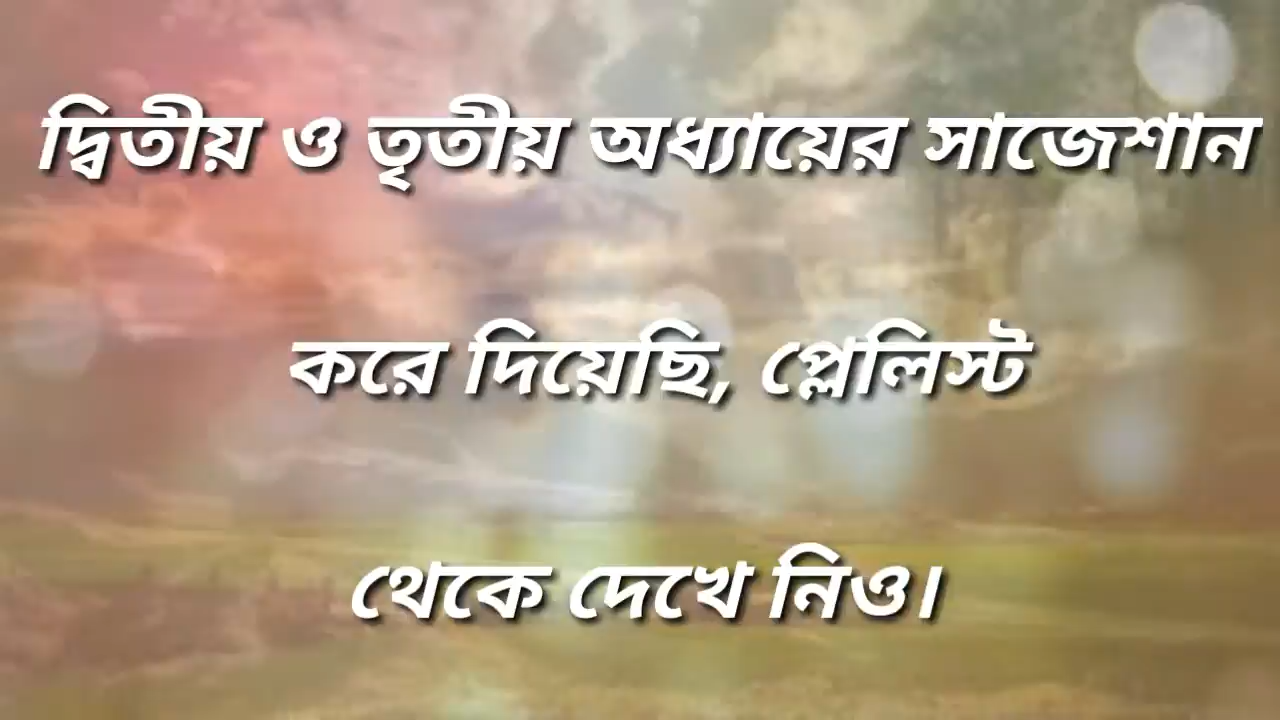 দ্বিতীয় ও তৃতীয় অধ্যায়ের সাজেশান
করে দিয়েছি, প্লেলিস্ট
থেকে দেখে নিও।